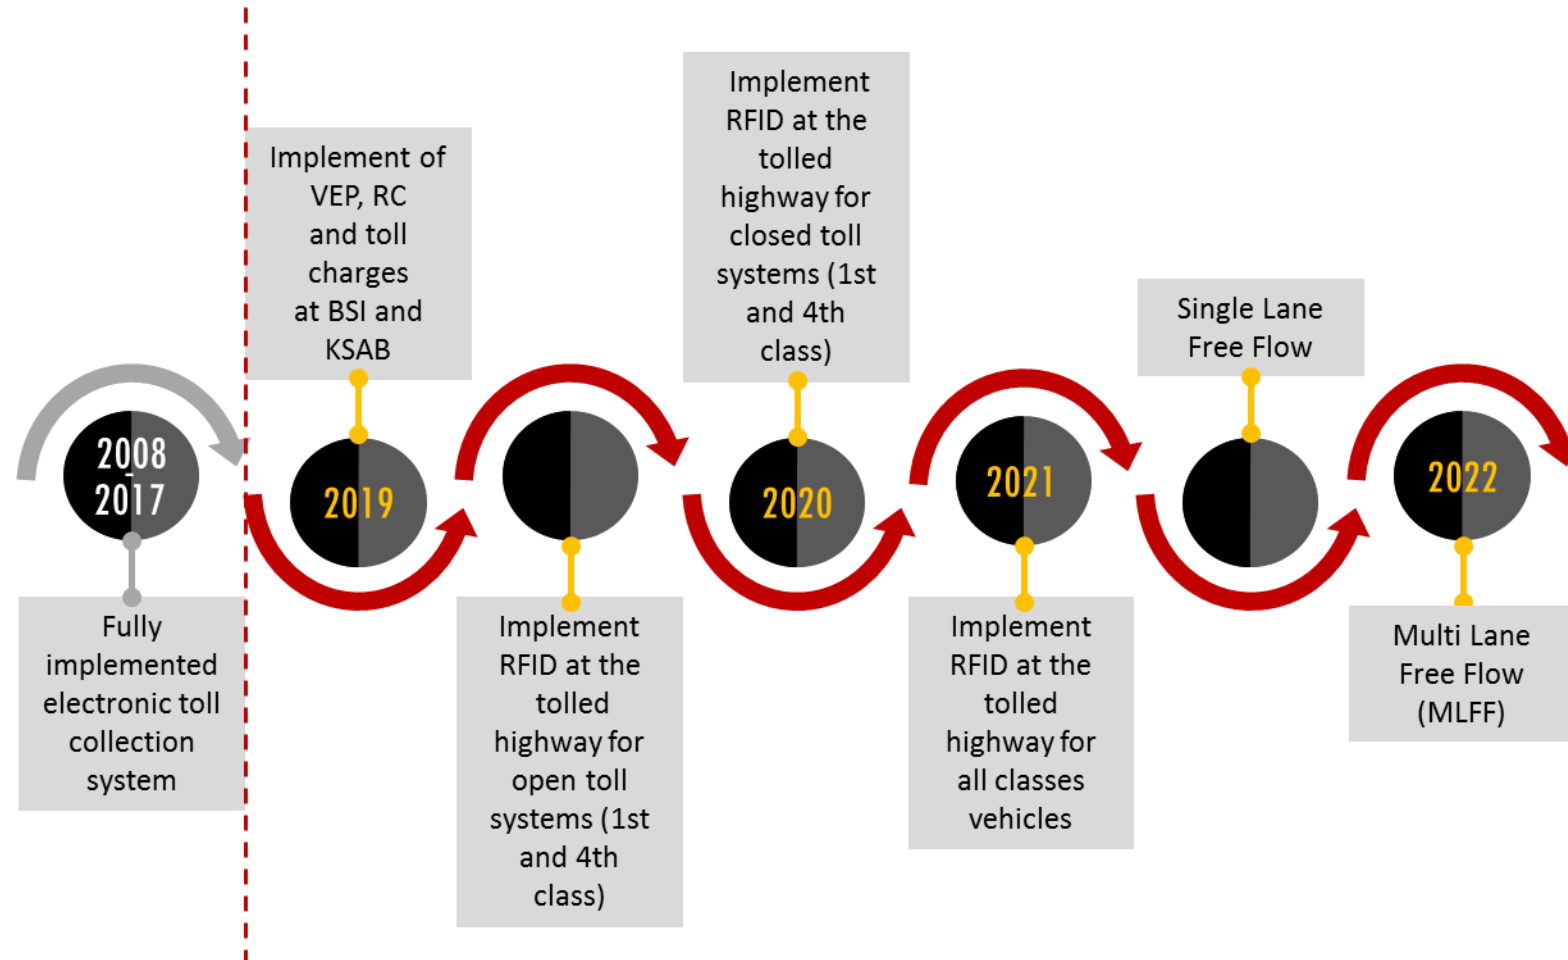 2008
-
2017
Fully
implemented
electronic toll
collection
system
Implement of
VEP, RC
and toll
charges
at BSI and
KSAB
2019
Implement
RFID at the
tolled
highway for
open toll
systems (1st
and 4th
class)
Implement
RFID at the
tolled
highway for
closed toll
systems (1st
and 4th
class)
2020
2021
Implement
RFID at the
tolled
highway for
all classes
vehicles
Single Lane
Free Flow
2022
Multi Lane
Free Flow
(MLFF)